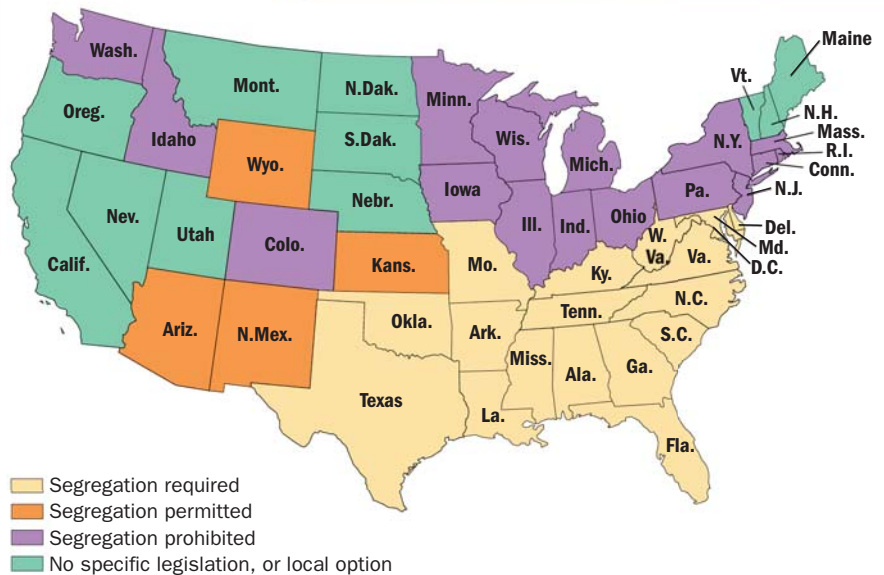 Wash.
Oreg.
Idaho
Mont.
N.Dak.
S.Dak.
Wyo.
Nebr.
Nev.
Utah
Colo.
Calif.
Kans.
Ariz.
N.Mex.
Minn.
Wis.
Mich.
Iowa
Ill.
Ind.
Ohio
Mo.
Okla.
Ark.
Texas
La.
Miss.
Ala.
Ga.
Fla.
S.C.
N.C.
Tenn.
Ky.
W.
Va.
Va.
Pa.
N.Y.
Vt.
Maine
N.H.
Mass.
R.I.
Conn.
N.J.
Del.
Md.
D.C.
Segregation required
Segregation permitted
Segregation prohibited
No specific legislation, or local option